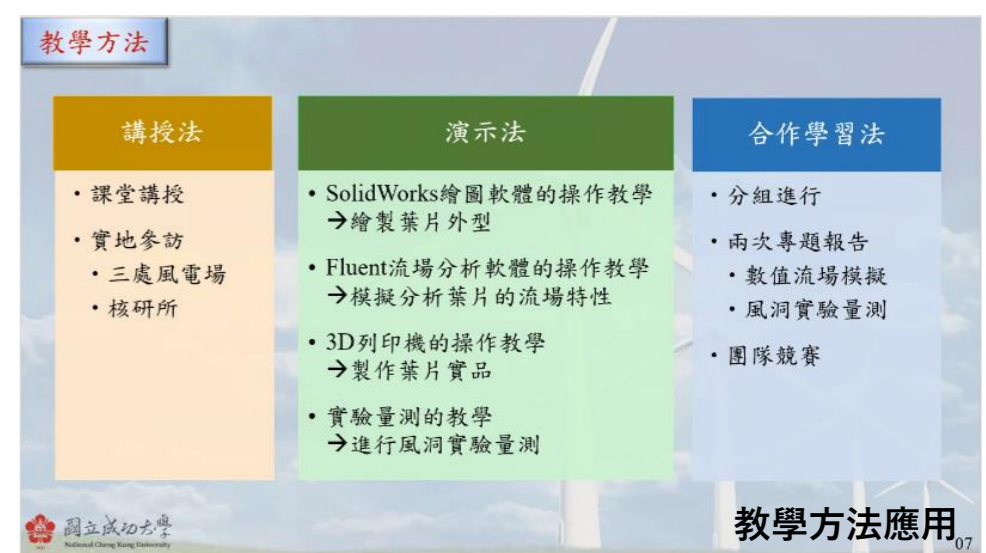 教學方法
講授法
• 課堂講授
• 實地參訪
• 三處風電場
• 核研所
演示法
• SolidWorks繪圖軟體的操作教學
→繪製葉片外型
• Fluent流場分析軟體的操作教學
→模擬分析葉片的流場特性
• 3D列印機的操作教學
→製作葉片實品
• 實驗量測的教學
→進行風洞實驗量測
合作學習法
• 分組進行
• 兩次專題報告
• 數值流場模擬
• 風洞實驗量測
• 團隊競賽
國立成功大學
National Cheng Kung University
教學方法應用
07